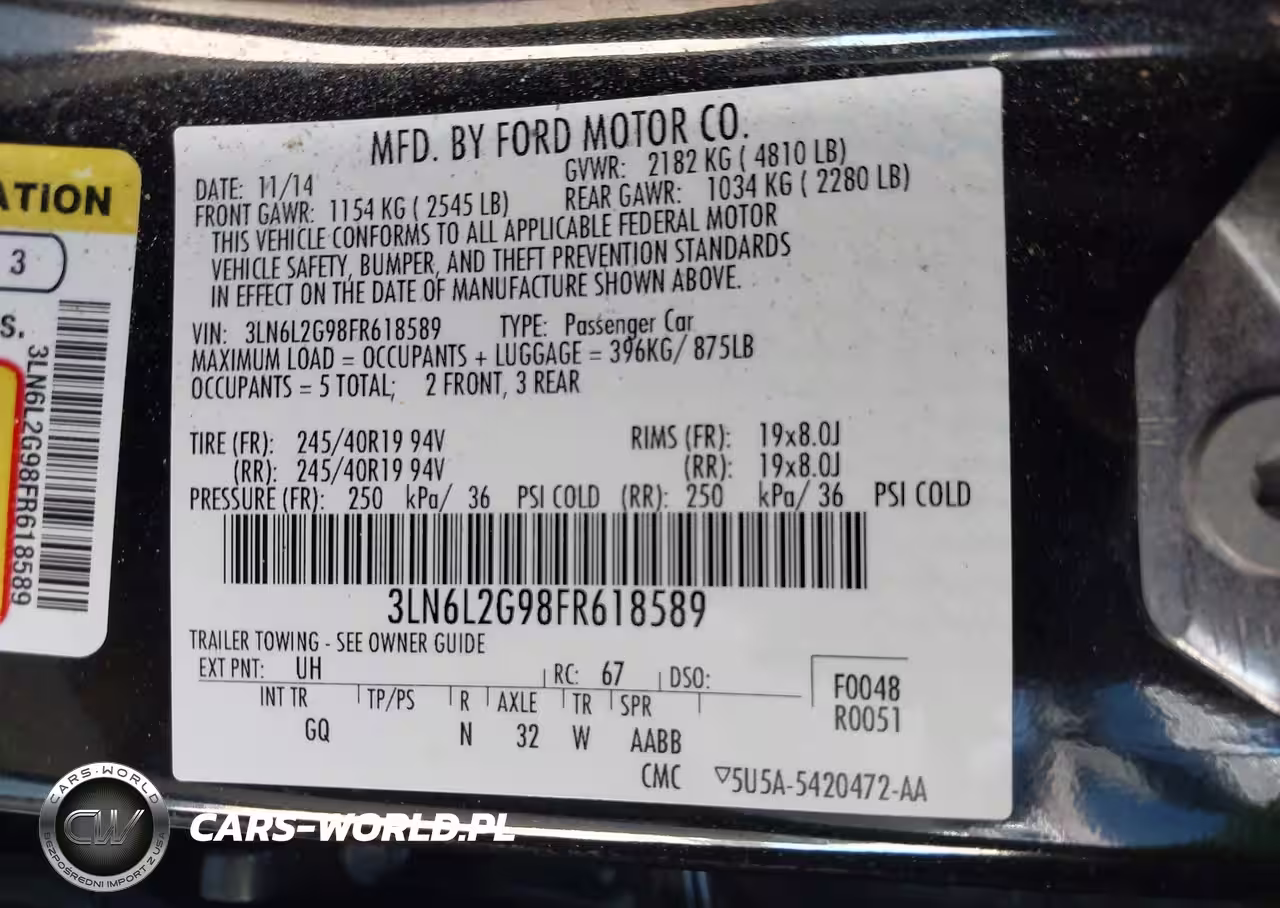 ATION
3
S.
3LN6L2G98FR618589
MFD. BY FORD MOTOR CO.
DATE: 11/14 GVWR: 2182 KG ( 4810 LB)
FRONT GAWR: 1154 KG ( 2545 LB) REAR GAWR: 1034 KG ( 2280 LB)
THIS VEHICLE CONFORMS TO ALL APPLICABLE FEDERAL MOTOR
VEHICLE SAFETY, BUMPER, AND THEFT PREVENTION STANDARDS
IN EFFECT ON THE DATE OF MANUFACTURE SHOWN ABOVE.
VIN: 3LN6L2G98FR618589 TYPE: Passenger Car
MAXIMUM LOAD = OCCUPANTS + LUGGAGE = 396KG/ 875LB
OCCUPANTS = 5 TOTAL; 2 FRONT, 3 REAR
TIRE (FR): 245/40R19 94V RIMS (FR): 19x8.0J
(RR): 245/40R19 94V (RR): 19x8.0J
PRESSURE (FR): 250 kPa/ 36 PSI COLD (RR): 250 kPa/ 36 PSI COLD
3LN6L2G98FR618589
TRAILER TOWING - SEE OWNER GUIDE
EXT PNT: UH RC: 67 DSO:
INT TR TP/PS R AXLE TR SPR
GQ N 32 W AABB
CMC
F0048
R0051
5U5A-5420472-AA
CARS-WORLD
CW
BEZPOŚREDNI IMPORT Z USA
CARS-WORLD.PL